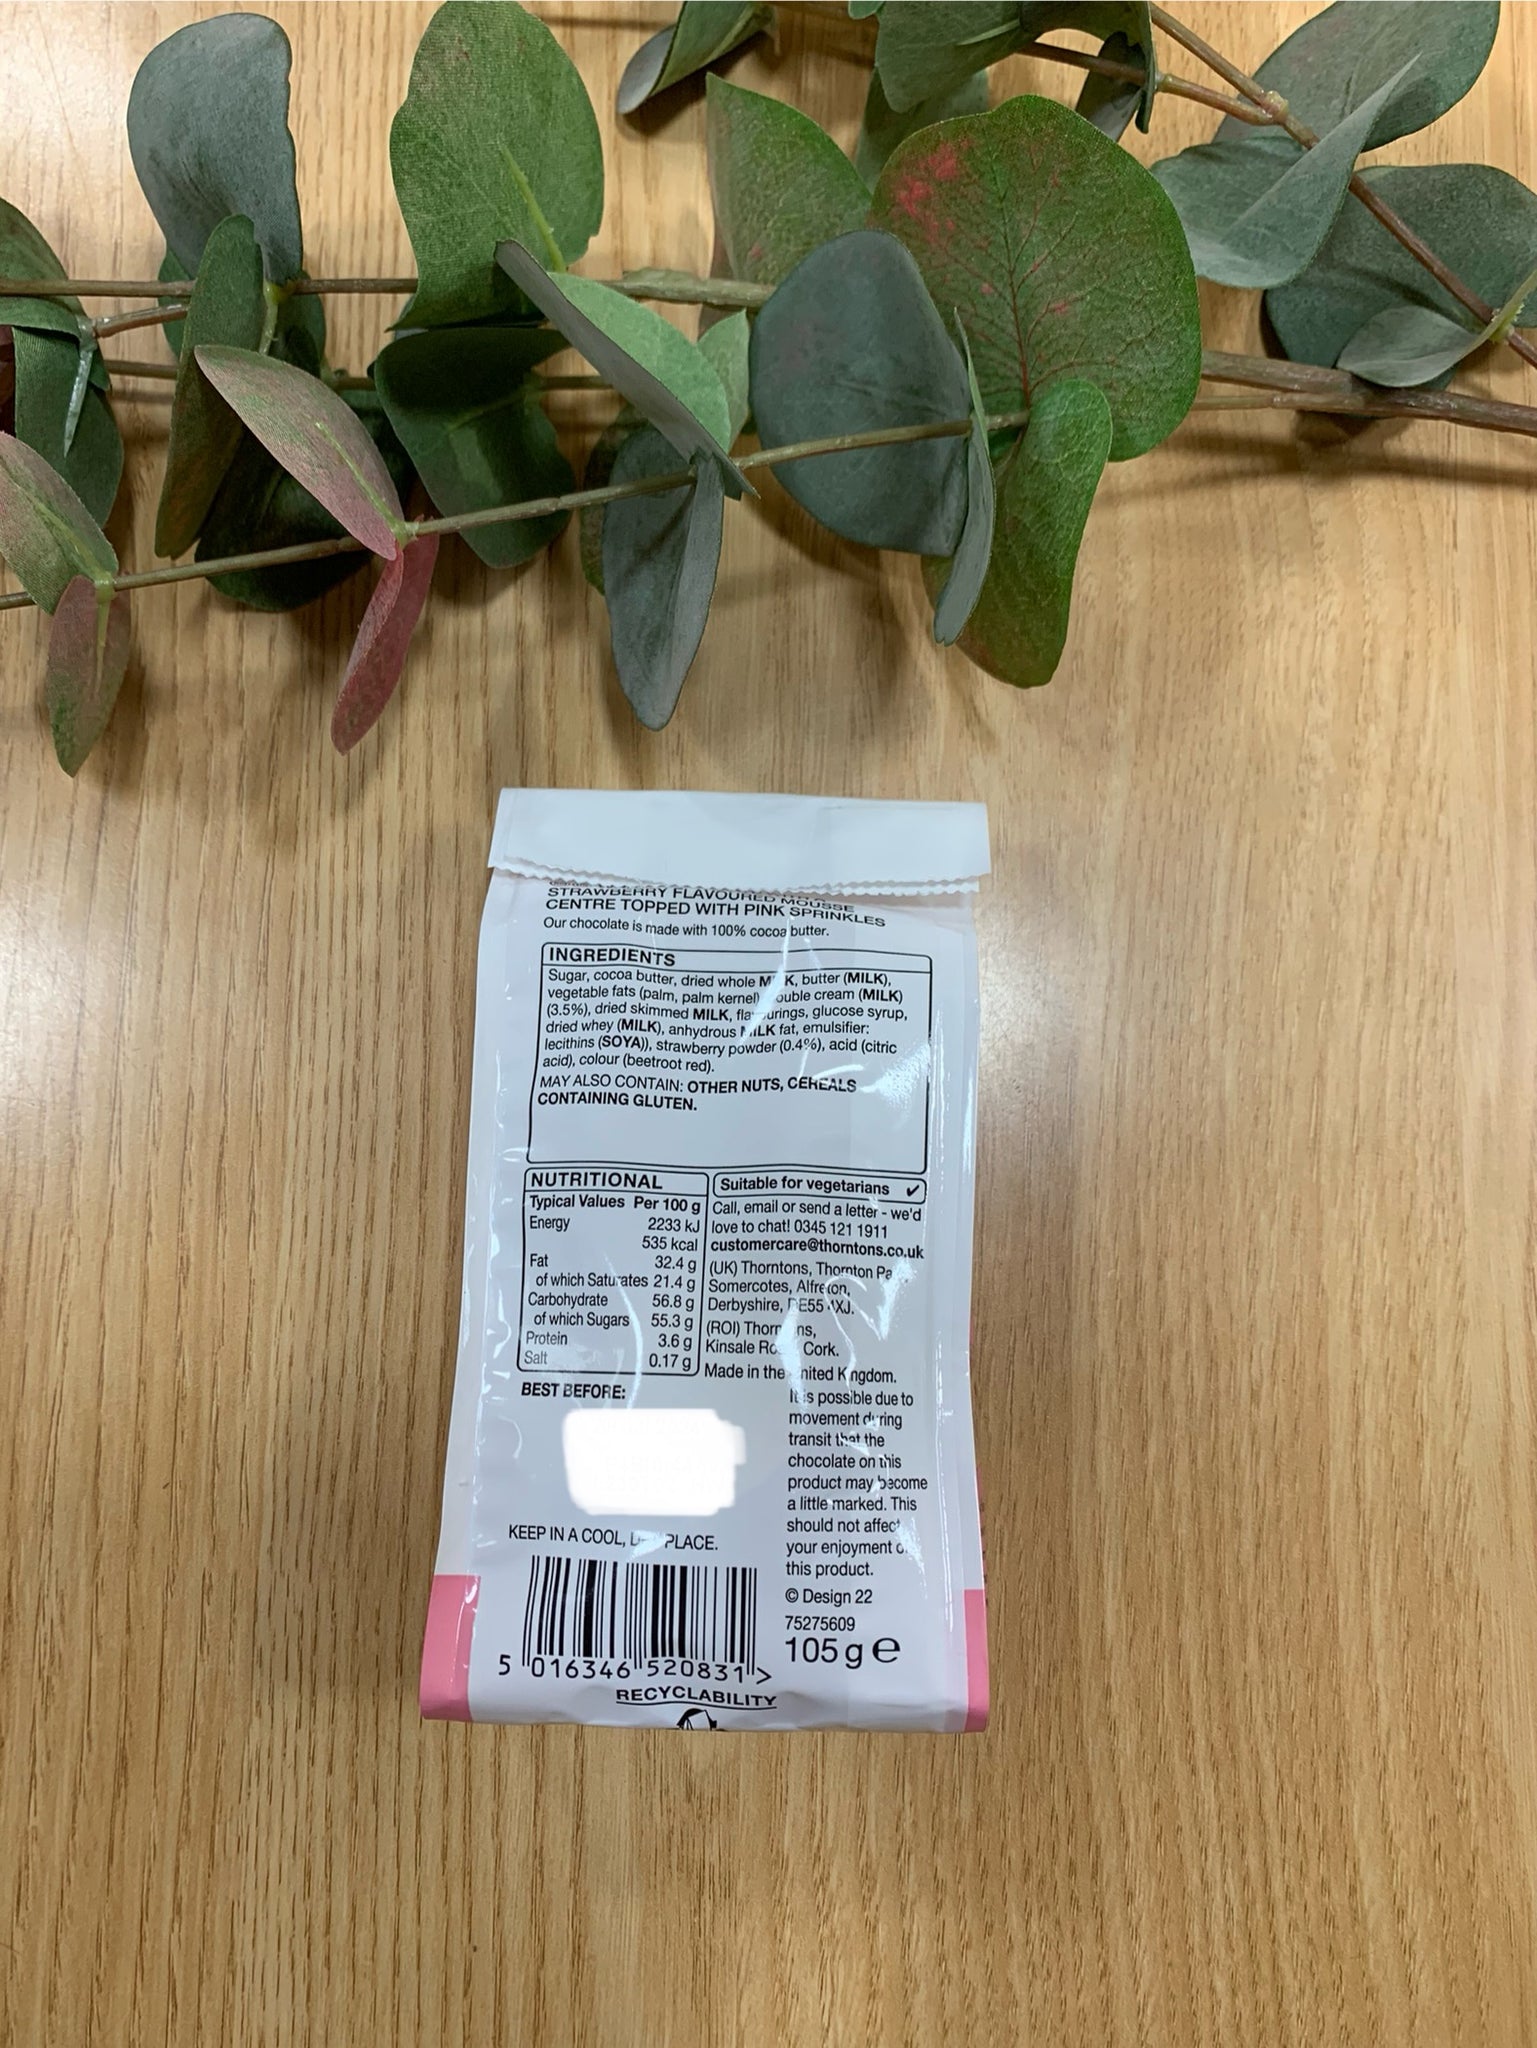 STRAWBERRY FLAVOURED MOUSSE
CENTRE TOPPED WITH PINK SPRINKLES
Our chocolate is made with 100% cocoa butter.
INGREDIENTS
Sugar, cocoa butter, dried whole MILK, butter (MILK),
vegetable fats (palm, palm kernel), double cream (MILK)
(3.5%), dried skimmed MILK, flavourings, glucose syrup,
dried whey (MILK), anhydrous MILK fat, emulsifier:
lecithins (SOYA)), strawberry powder (0.4%), acid (citric
acid), colour (beetroot red).
MAY ALSO CONTAIN: OTHER NUTS, CEREALS
CONTAINING GLUTEN.
NUTRITIONAL
Typical Values Per 100 g
Energy 2233 kJ
535 kcal
Fat 32.4 g
of which Saturates 21.4 g
Carbohydrate 56.8 g
of which Sugars 55.3 g
Protein 3.6 g
Salt 0.17 g
Suitable for vegetarians ✓
Call, email or send a letter - we'd
love to chat! 0345 121 1911
customercare@thorntons.co.uk
(UK) Thorntons, Thornton
Somercotes, Alfreton,
Derbyshire, DE55 4XJ.
(ROI) Thorntons,
Kinsale Road, Cork.
Made in the United Kingdom.
BEST BEFORE:
It is possible due to
movement during
transit that the
chocolate on this
product may become
a little marked. This
should not affect
your enjoyment of
this product.
KEEP IN A COOL, DRY PLACE.
© Design 22
75275609
105 g e
5 016346 520831 >
RECYCLABILITY